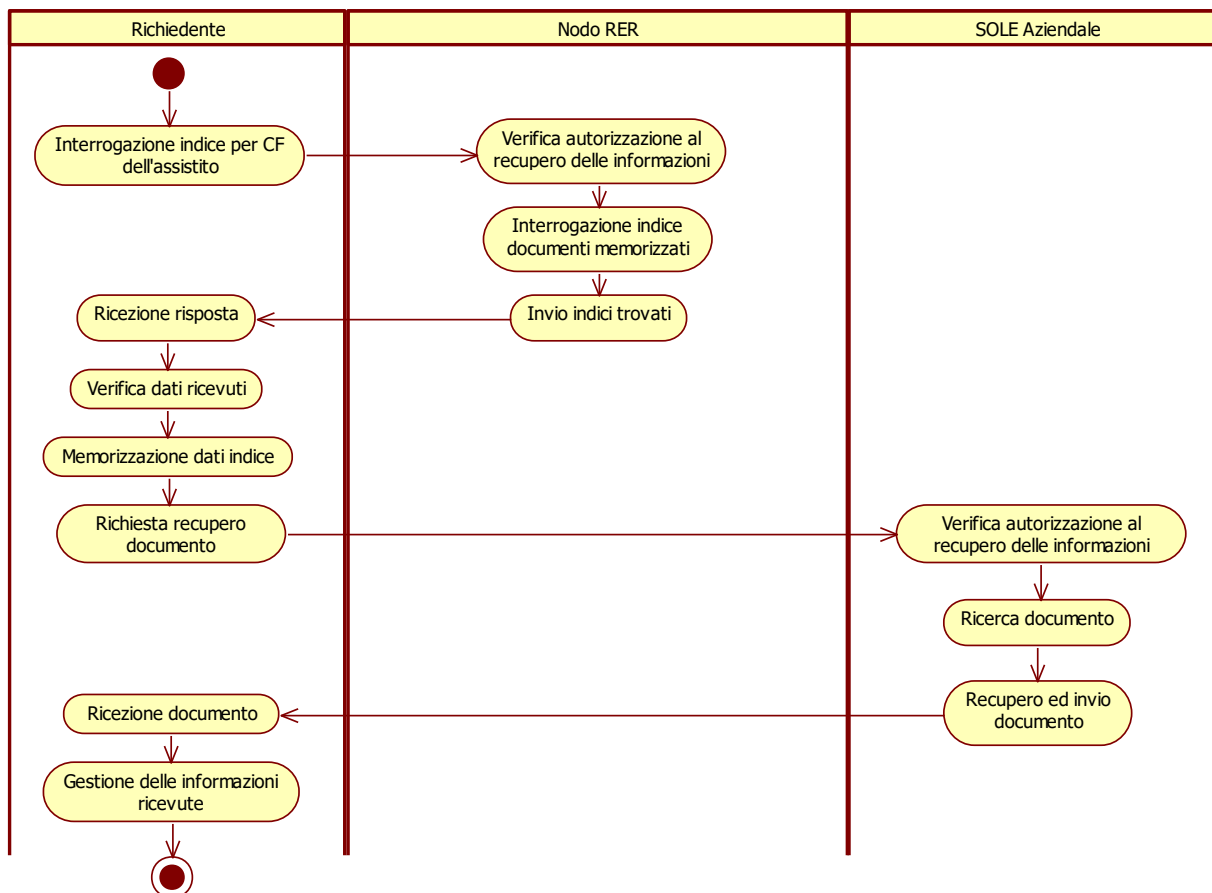 Richiedente
Nodo RER
SOLE Aziendale
Interrogazione indice per CF
dell'assistito
Verifica autorizzazione al
recupero delle informazioni
Interrogazione indice
documenti memorizzati
Invio indici trovati
Ricezione risposta
Verifica dati ricevuti
Memorizzazione dati indice
Richiesta recupero
documento
Verifica autorizzazione al
recupero delle informazioni
Ricerca documento
Recupero ed invio
documento
Ricezione documento
Gestione delle informazioni
ricevute